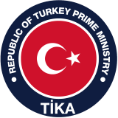 • REPUBLIC OF TURKEY PRIME MINISTRY •
TİKA